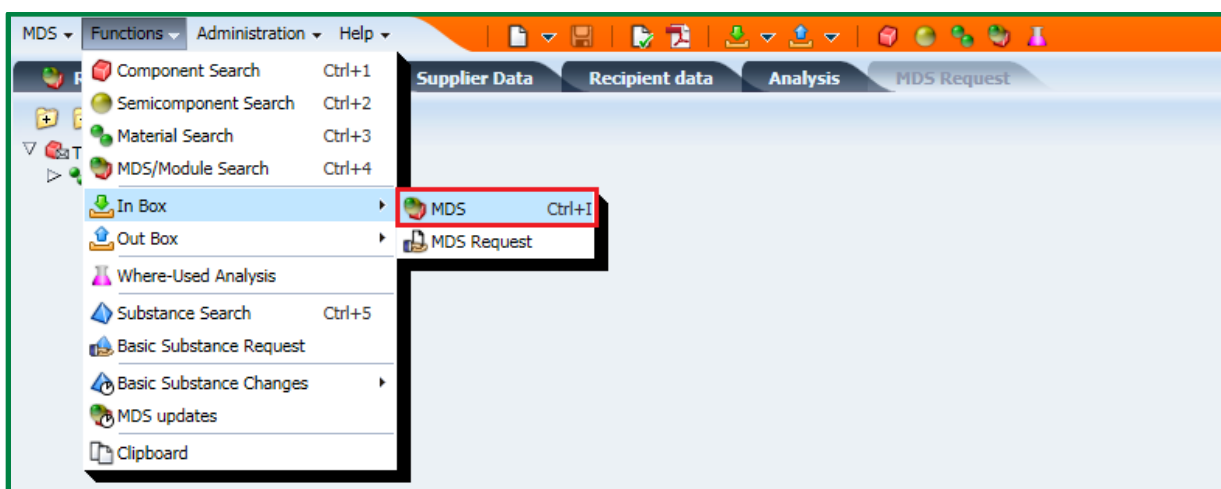 MDS Functions Administration Help
Supplier Data Recipient data Analysis MDS Request
Component Search Ctrl+1
Semicomponent Search Ctrl+2
Material Search Ctrl+3
MDS/Module Search Ctrl+4
In Box
MDS Ctrl+I
Out Box
MDS Request
Where-Used Analysis
Substance Search Ctrl+5
Basic Substance Request
Basic Substance Changes
MDS updates
Clipboard